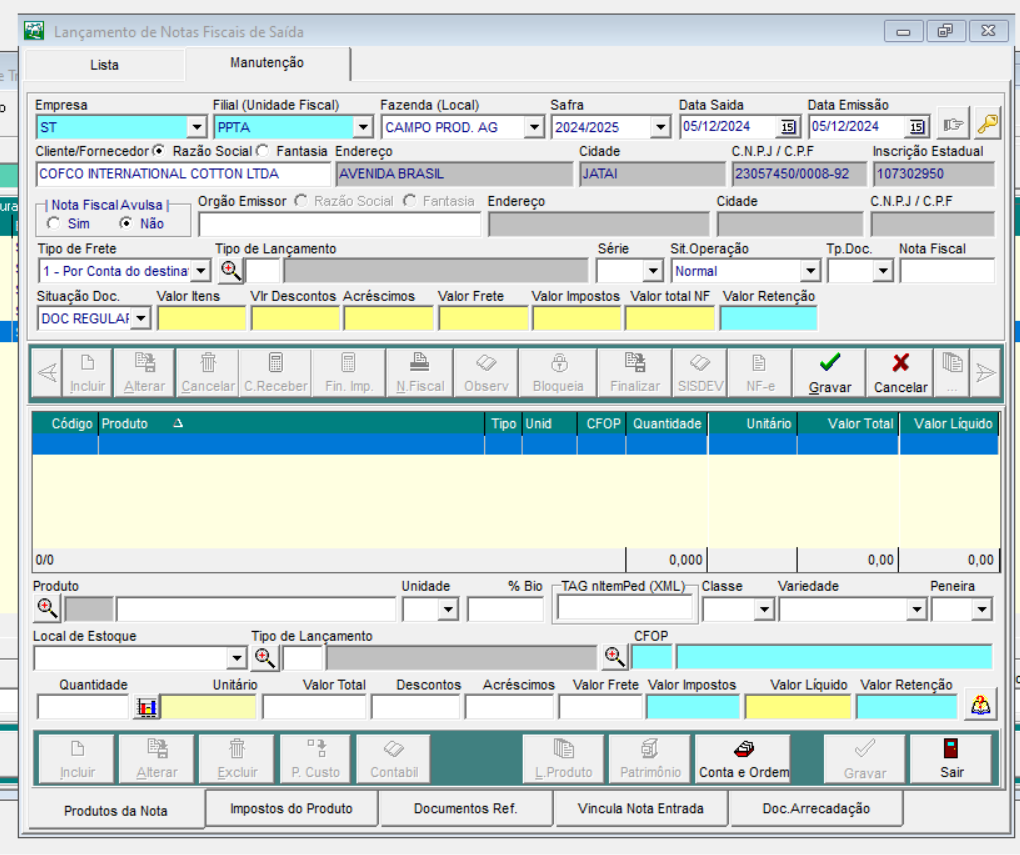 Lançamento de Notas Fiscais de Saída
Lista Manutenção
Empresa Filial (Unidade Fiscal) Fazenda (Local) Safra Data Saida Data Emissão
ST PPTA CAMPO PROD. AG 2024/2025 05/12/2024 15 05/12/2024 15
Cliente/Fornecedor Razão Social Fantasia Endereço Cidade C.N.P.J / C.P.F Inscrição Estadual
COFCO INTERNATIONAL COTTON LTDA AVENIDA BRASIL JATAI 23057450/0008-92 107302950
| Nota Fiscal Avulsa | Orgão Emissor Razão Social Fantasia Endereço Cidade C.N.P.J / C.P.F
Sim Não
Tipo de Frete Tipo de Lançamento Série Sit.Operação Tp.Doc. Nota Fiscal
1 - Por Conta do destina Normal
Situação Doc. Valor Itens Vlr Descontos Acréscimos Valor Frete Valor Impostos Valor total NF Valor Retenção
DOC REGULAR
Incluir Alterar Cancelar C.Receber Fin. Imp. N.Fiscal Observ Bloqueia Finalizar SISDEV NF-e Gravar Cancelar ...
Código Produto Tipo Unid CFOP Quantidade Unitário Valor Total Valor Líquido
0/0 0,000 0,00 0,00
Produto Unidade % Bio TAG nItemPed (XML) Classe Variedade Peneira
Local de Estoque Tipo de Lançamento CFOP
Quantidade Unitário Valor Total Descontos Acréscimos Valor Frete Valor Impostos Valor Líquido Valor Retenção
Incluir Alterar Excluir P. Custo Contabil L.Produto Patrimônio Conta e Ordem Gravar Sair
Produtos da Nota Impostos do Produto Documentos Ref. Vincula Nota Entrada Doc.Arrecadação